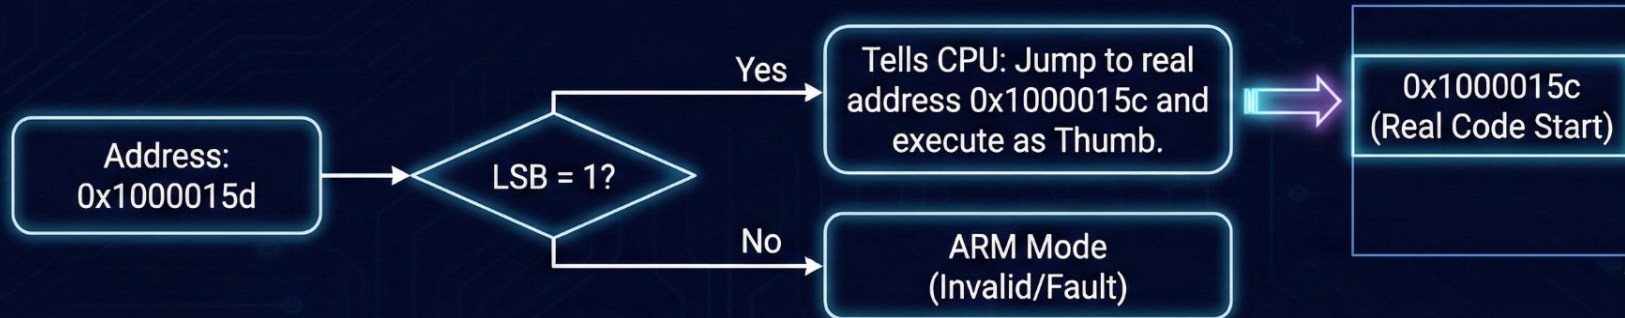 Address:
0x1000015d
LSB = 1?
Yes
Tells CPU: Jump to real
address 0x1000015c and
execute as Thumb.
0x1000015c
(Real Code Start)
No
ARM Mode
(Invalid/Fault)